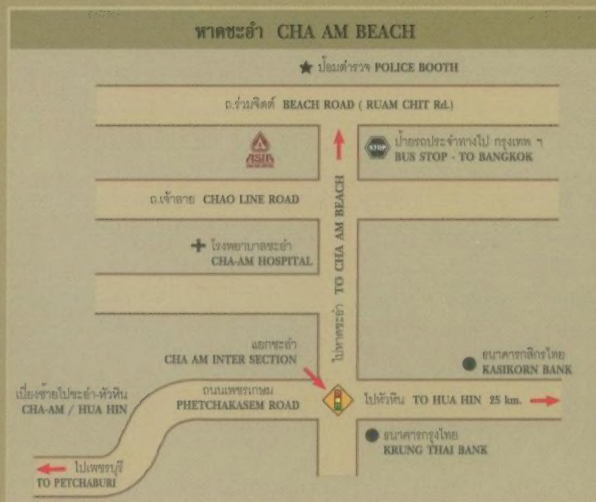 หาดชะอำ CHA AM BEACH
ป้อมตำรวจ POLICE BOOTH
ถ.ร่วมจิตต์ BEACH ROAD ( RUAM CHIT Rd.)
ASIA
STOP
ป้ายรถประจำทางไป กรุงเทพ ฯ
BUS STOP - TO BANGKOK
ถ.เจ้าลาย CHAO LINE ROAD
โรงพยาบาลชะอำ
CHA-AM HOSPITAL
ไปหาดชะอำ TO CHA AM BEACH
แยกชะอำ
CHA AM INTER SECTION
ธนาคารกสิกรไทย
KASIKORN BANK
เบี่ยงซ้ายไปชะอำ-หัวหิน
CHA-AM / HUA HIN
ถนนเพชรเกษม
PHETCHAKASEM ROAD
ไปหัวหิน TO HUA HIN 25 km.
ธนาคารกรุงไทย
KRUNG THAI BANK
ไปเพชรบุรี
TO PETCHABURI